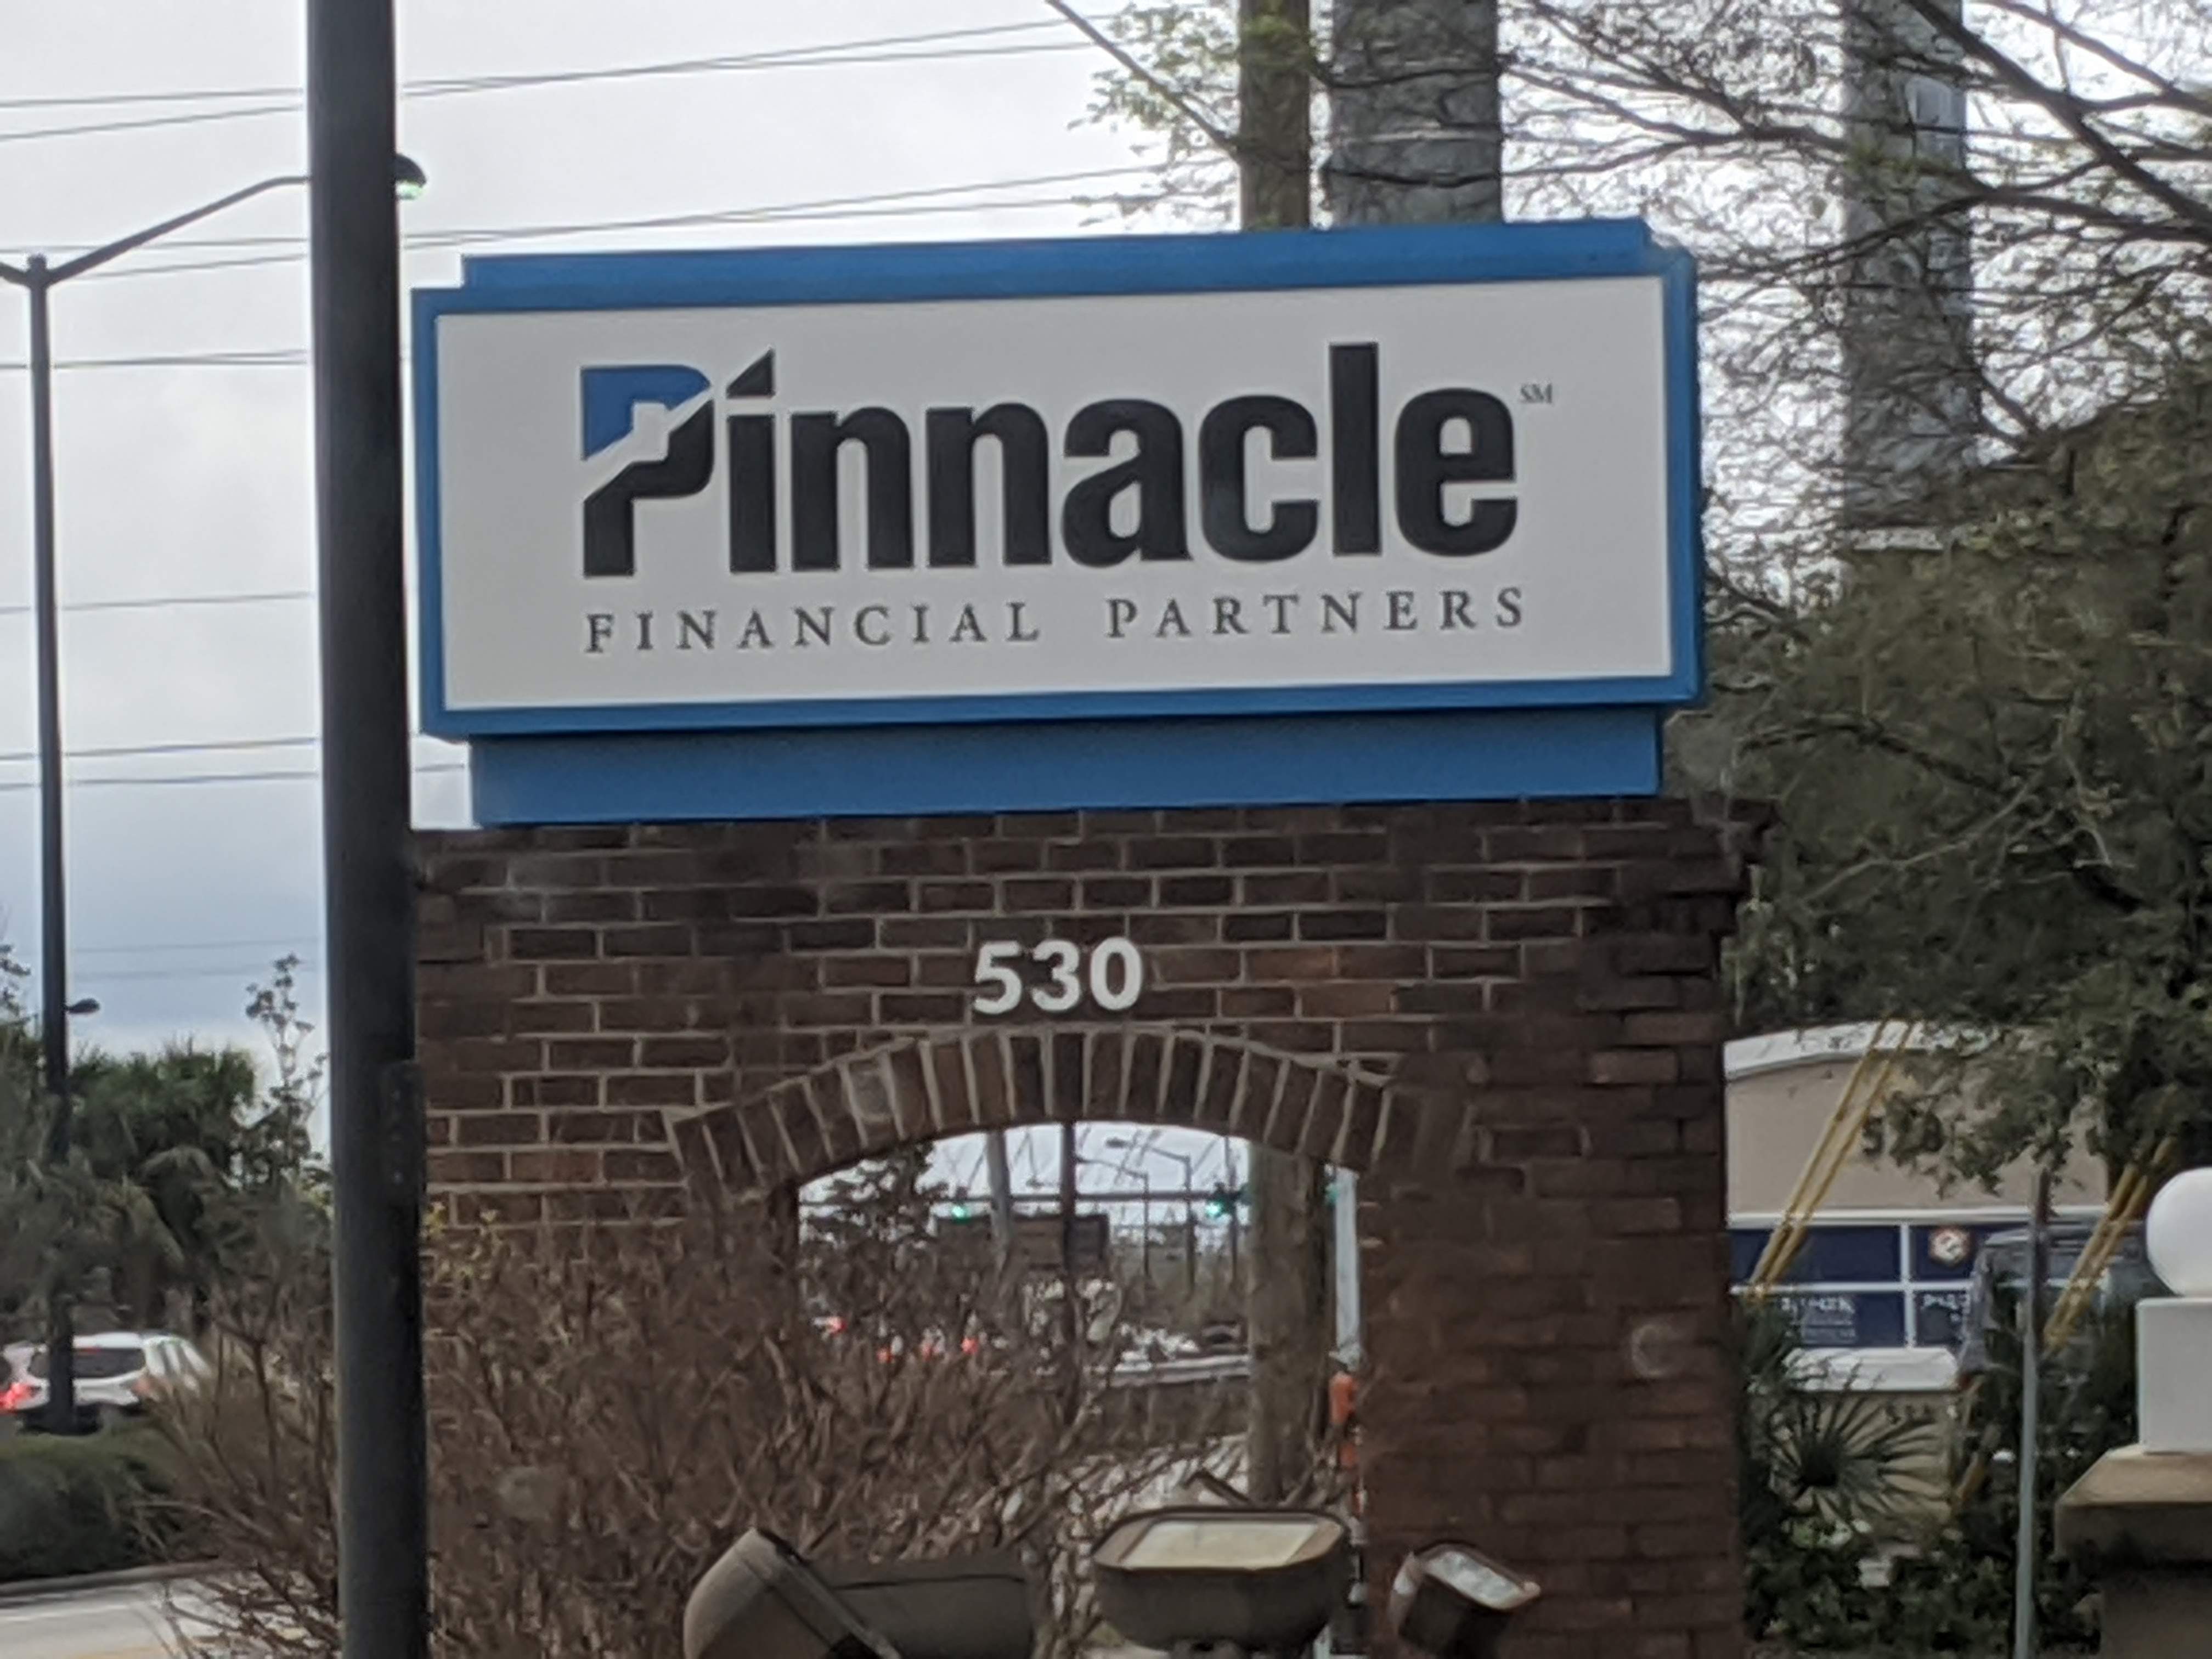 Pinnacle SM
FINANCIAL PARTNERS
530